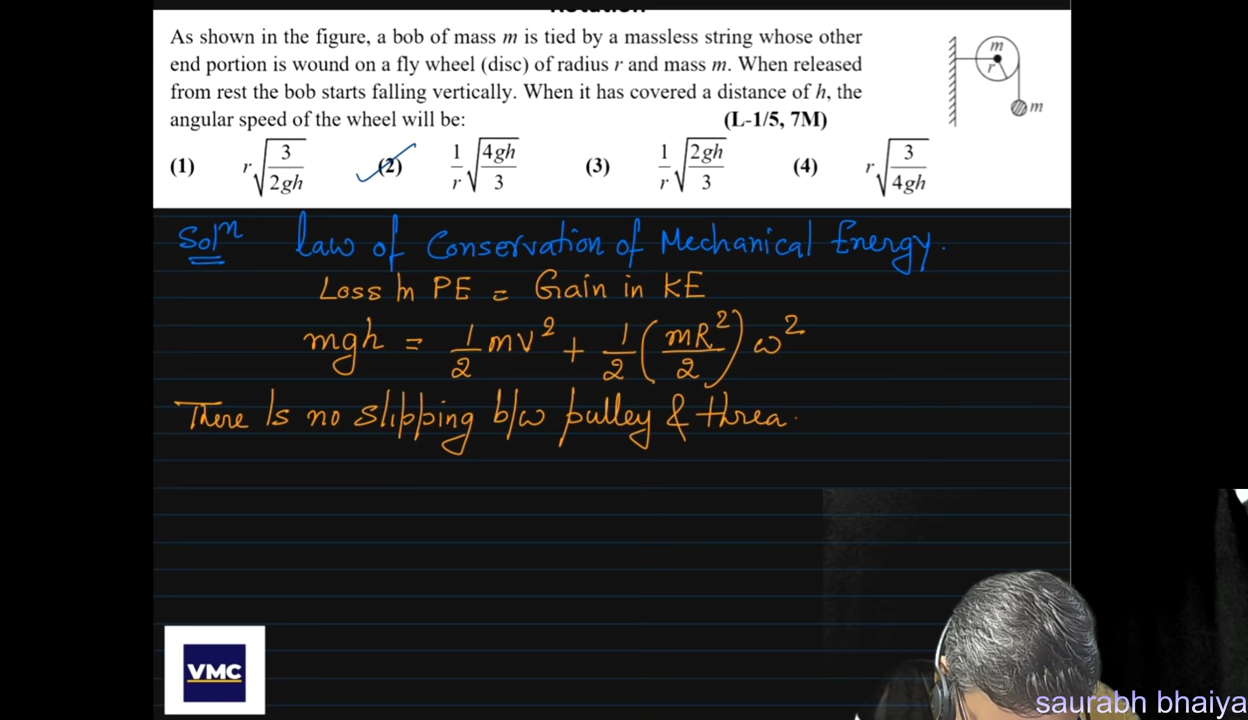 As shown in the figure, a bob of mass m is tied by a massless string whose other
end portion is wound on a fly wheel (disc) of radius r and mass m. When released
from rest the bob starts falling vertically. When it has covered a distance of h, the
angular speed of the wheel will be: (L-1/5, 7M)
(1) r√(3/2gh) (2) 1/r √(4gh/3) (3) 1/r √(2gh/3) (4) r√(3/4gh)
m
r
m
Solⁿ Law of Conservation of Mechanical Energy.
Loss In PE = Gain in KE
mgh = 1/2 mv² + 1/2 (mR²/2) ω²
There Is no slipping b/w pulley & threa.
VMC
saurabh bhaiya